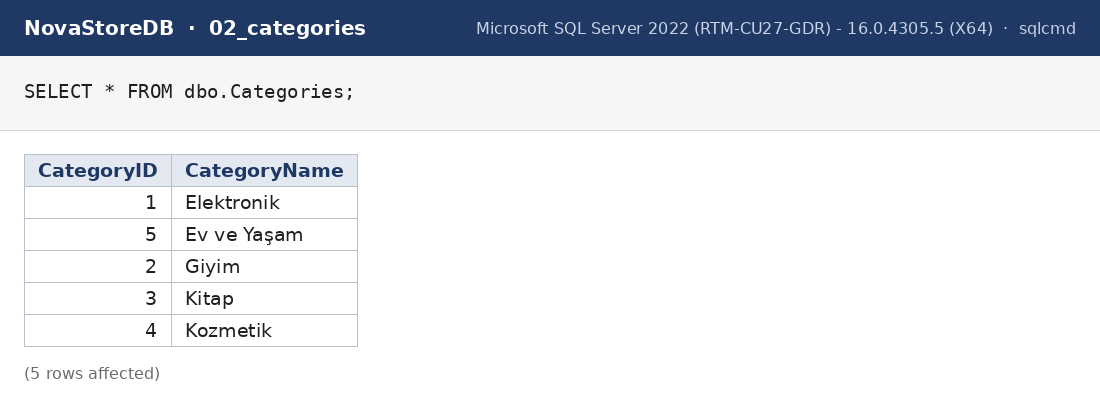 NovaStoreDB · 02_categories
Microsoft SQL Server 2022 (RTM-CU27-GDR) - 16.0.4305.5 (X64) · sqlcmd
SELECT * FROM dbo.Categories;
CategoryID CategoryName
1 Elektronik
5 Ev ve Yaşam
2 Giyim
3 Kitap
4 Kozmetik
(5 rows affected)